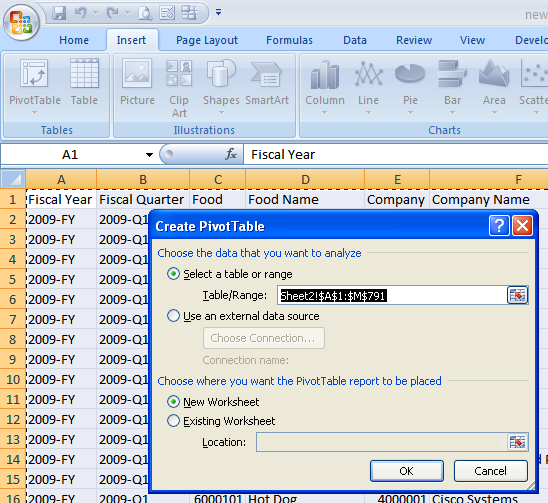 new
Home Insert Page Layout Formulas Data Review View Develo
PivotTable Table Picture Clip Art Shapes SmartArt Column Line Pie Bar Area Scatte
Tables Illustrations Charts
A1 fx Fiscal Year
A B C D E F
1 Fiscal Year Fiscal Quarter Food Food Name Company Company Name
2 2009-FY 2009-Q1
3 2009-FY 2009-Q1
4 2009-FY 2009-Q1
5 2009-FY 2009-Q1
6 2009-FY 2009-Q1
7 2009-FY 2009-Q1
8 2009-FY 2009-Q1
9 2009-FY 2009-Q1
10 2009-FY 2009-Q1
11 2009-FY 2009-Q1
12 2009-FY 2009-Q1
13 2009-FY 2009-Q1
14 2009-FY 2009-Q1
15 2009-FY 2009-Q1 6000101 Hot Dog 4000001 Cisco Systems
Create PivotTable
Choose the data that you want to analyze
Select a table or range
Table/Range: Sheet2!$A$1:$M$791
Use an external data source
Choose Connection...
Connection name:
Choose where you want the PivotTable report to be placed
New Worksheet
Existing Worksheet
Location:
OK Cancel